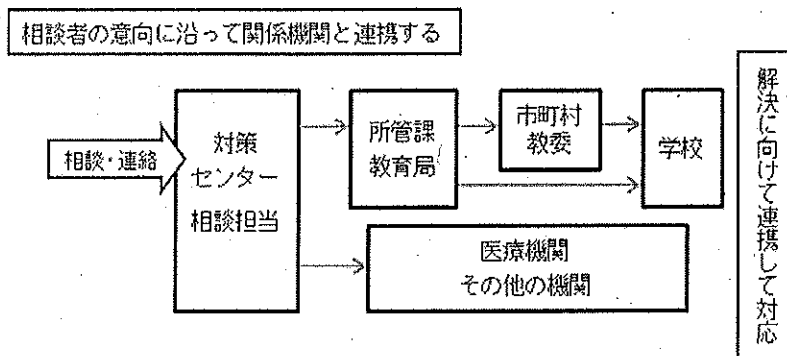 相談者の意向に沿って関係機関と連携する
相談・連絡
対策
センター
相談担当
所管課
教育局
市町村
教委
学校
医療機関
その他の機関
解決に向けて連携して対応